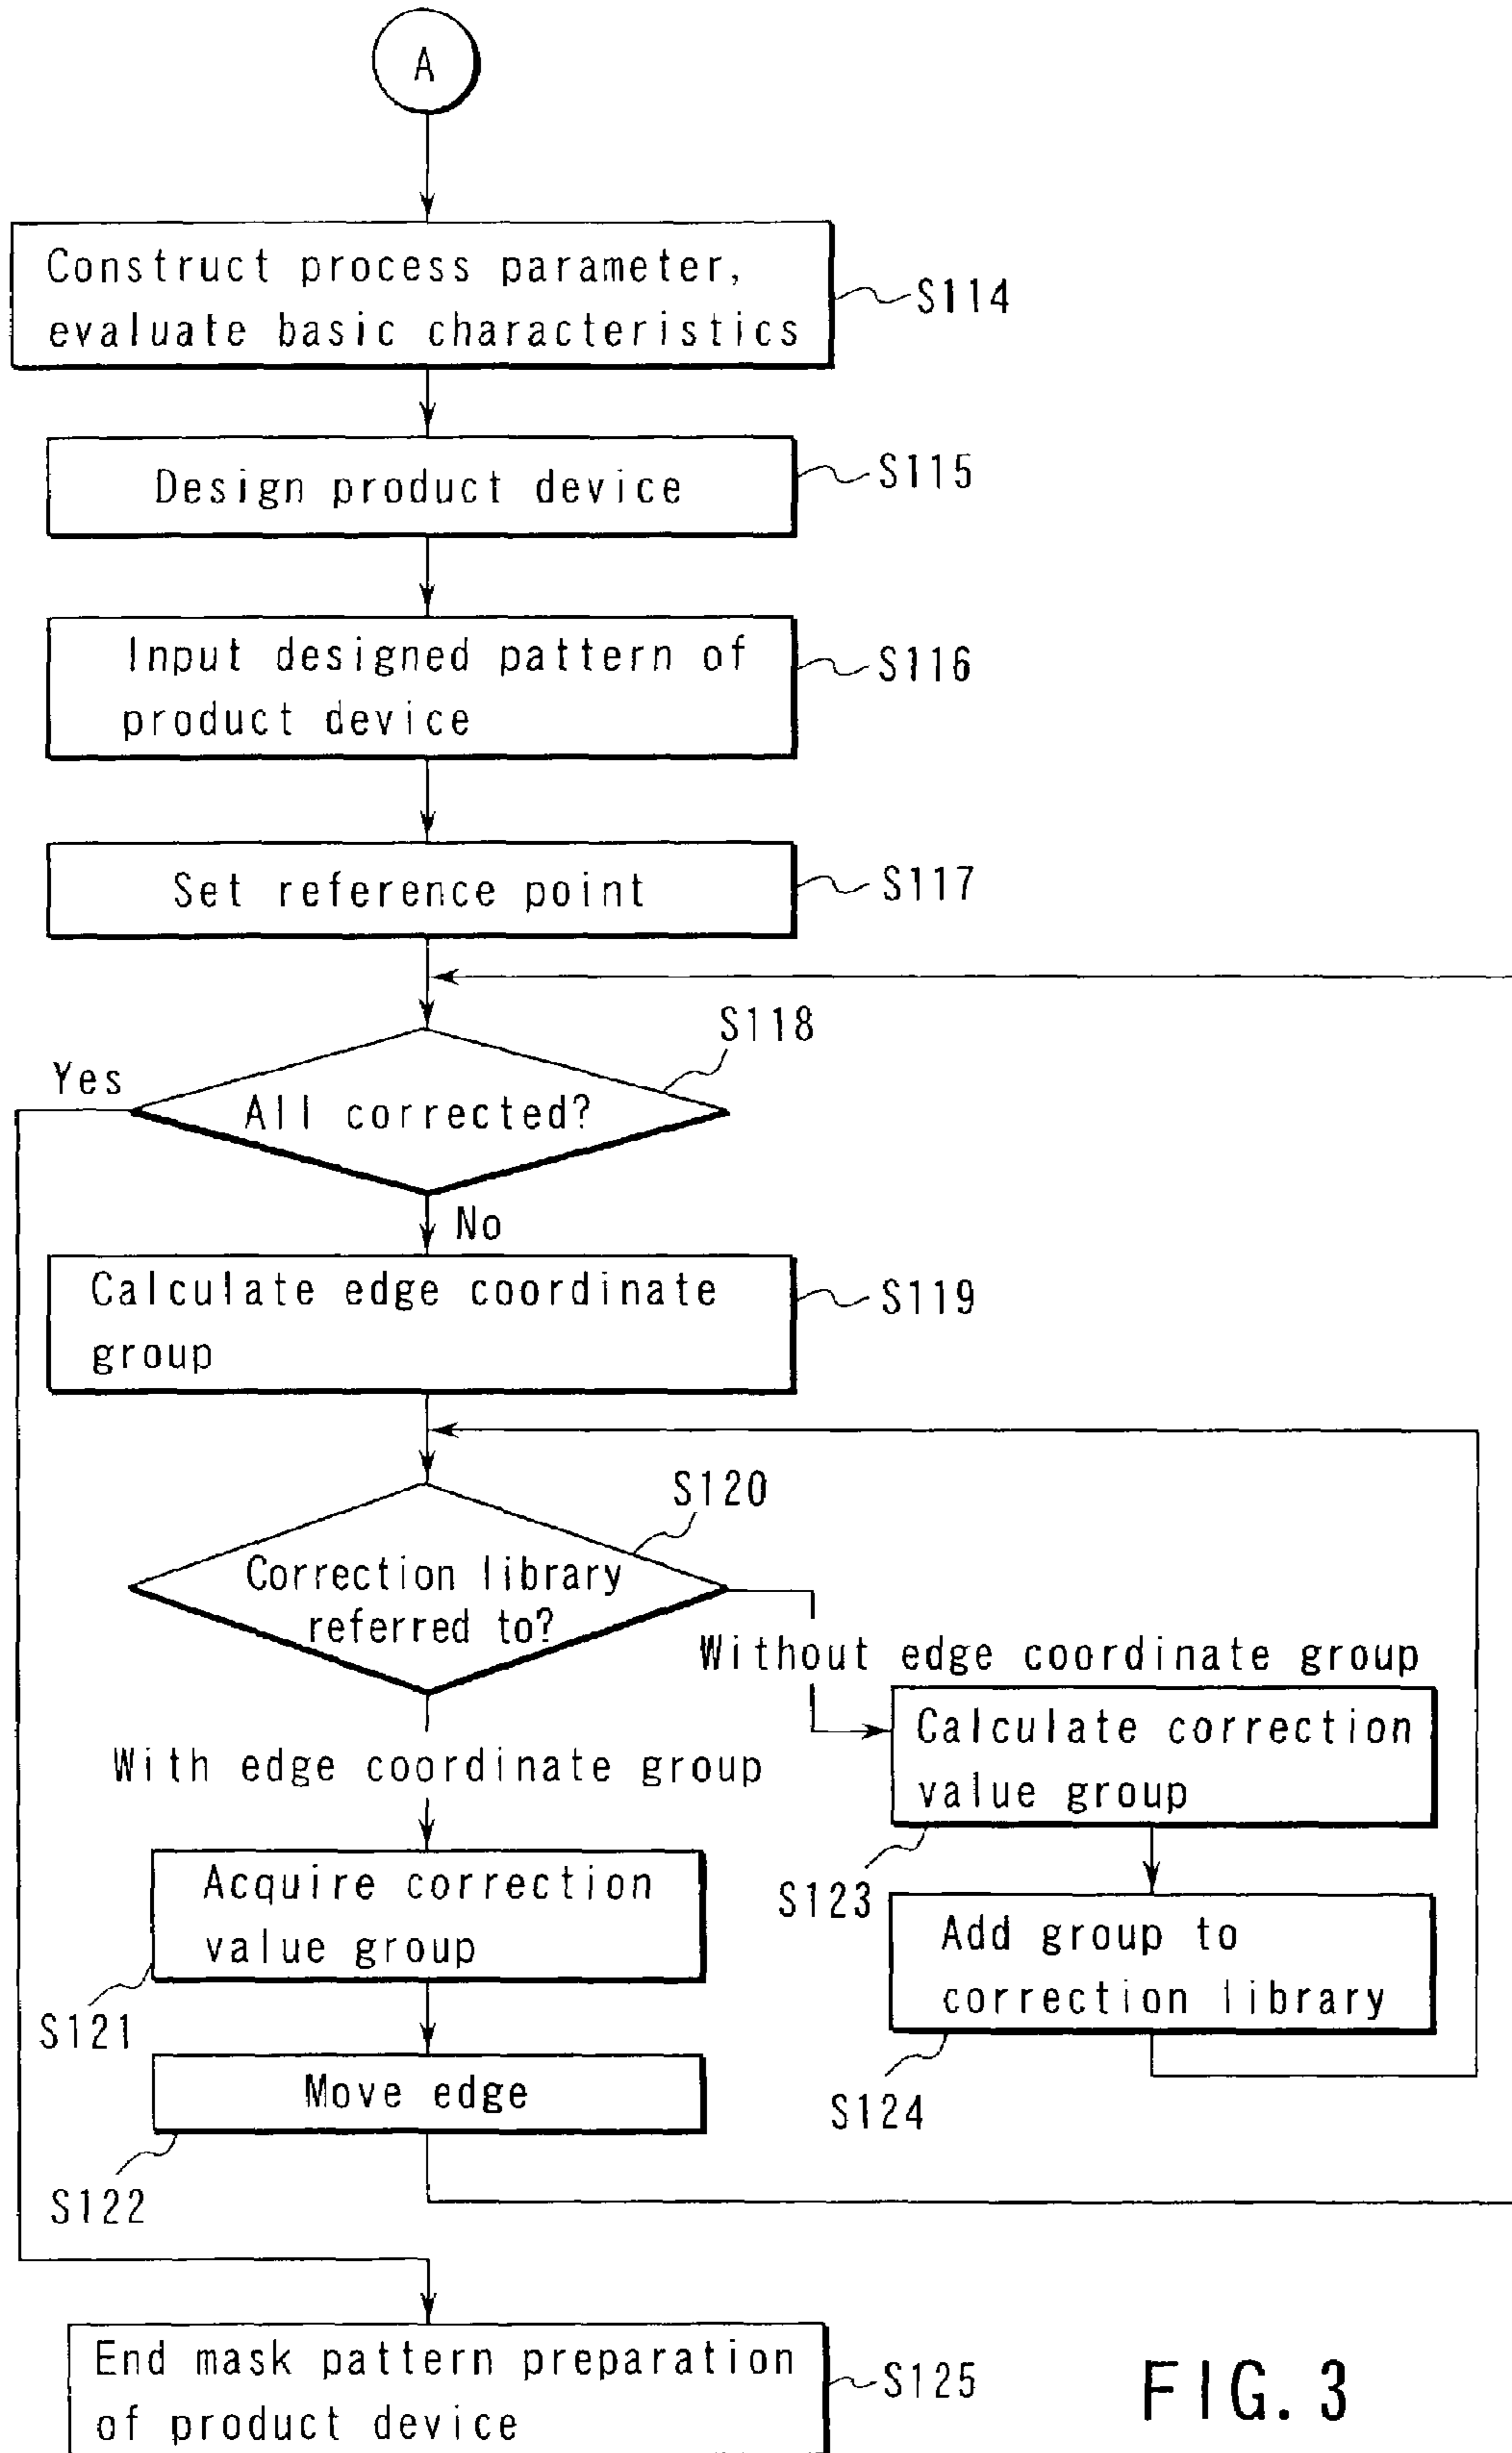 A
Construct process parameter,
evaluate basic characteristics
S114
Design product device
S115
Input designed pattern of
product device
S116
Set reference point
S117
S118
Yes
All corrected?
No
Calculate edge coordinate
group
S119
S120
Correction library
referred to?
Without edge coordinate group
With edge coordinate group
Calculate correction
value group
S123
Acquire correction
value group
S121
Add group to
correction library
S124
Move edge
S122
End mask pattern preparation
of product device
S125
FIG. 3